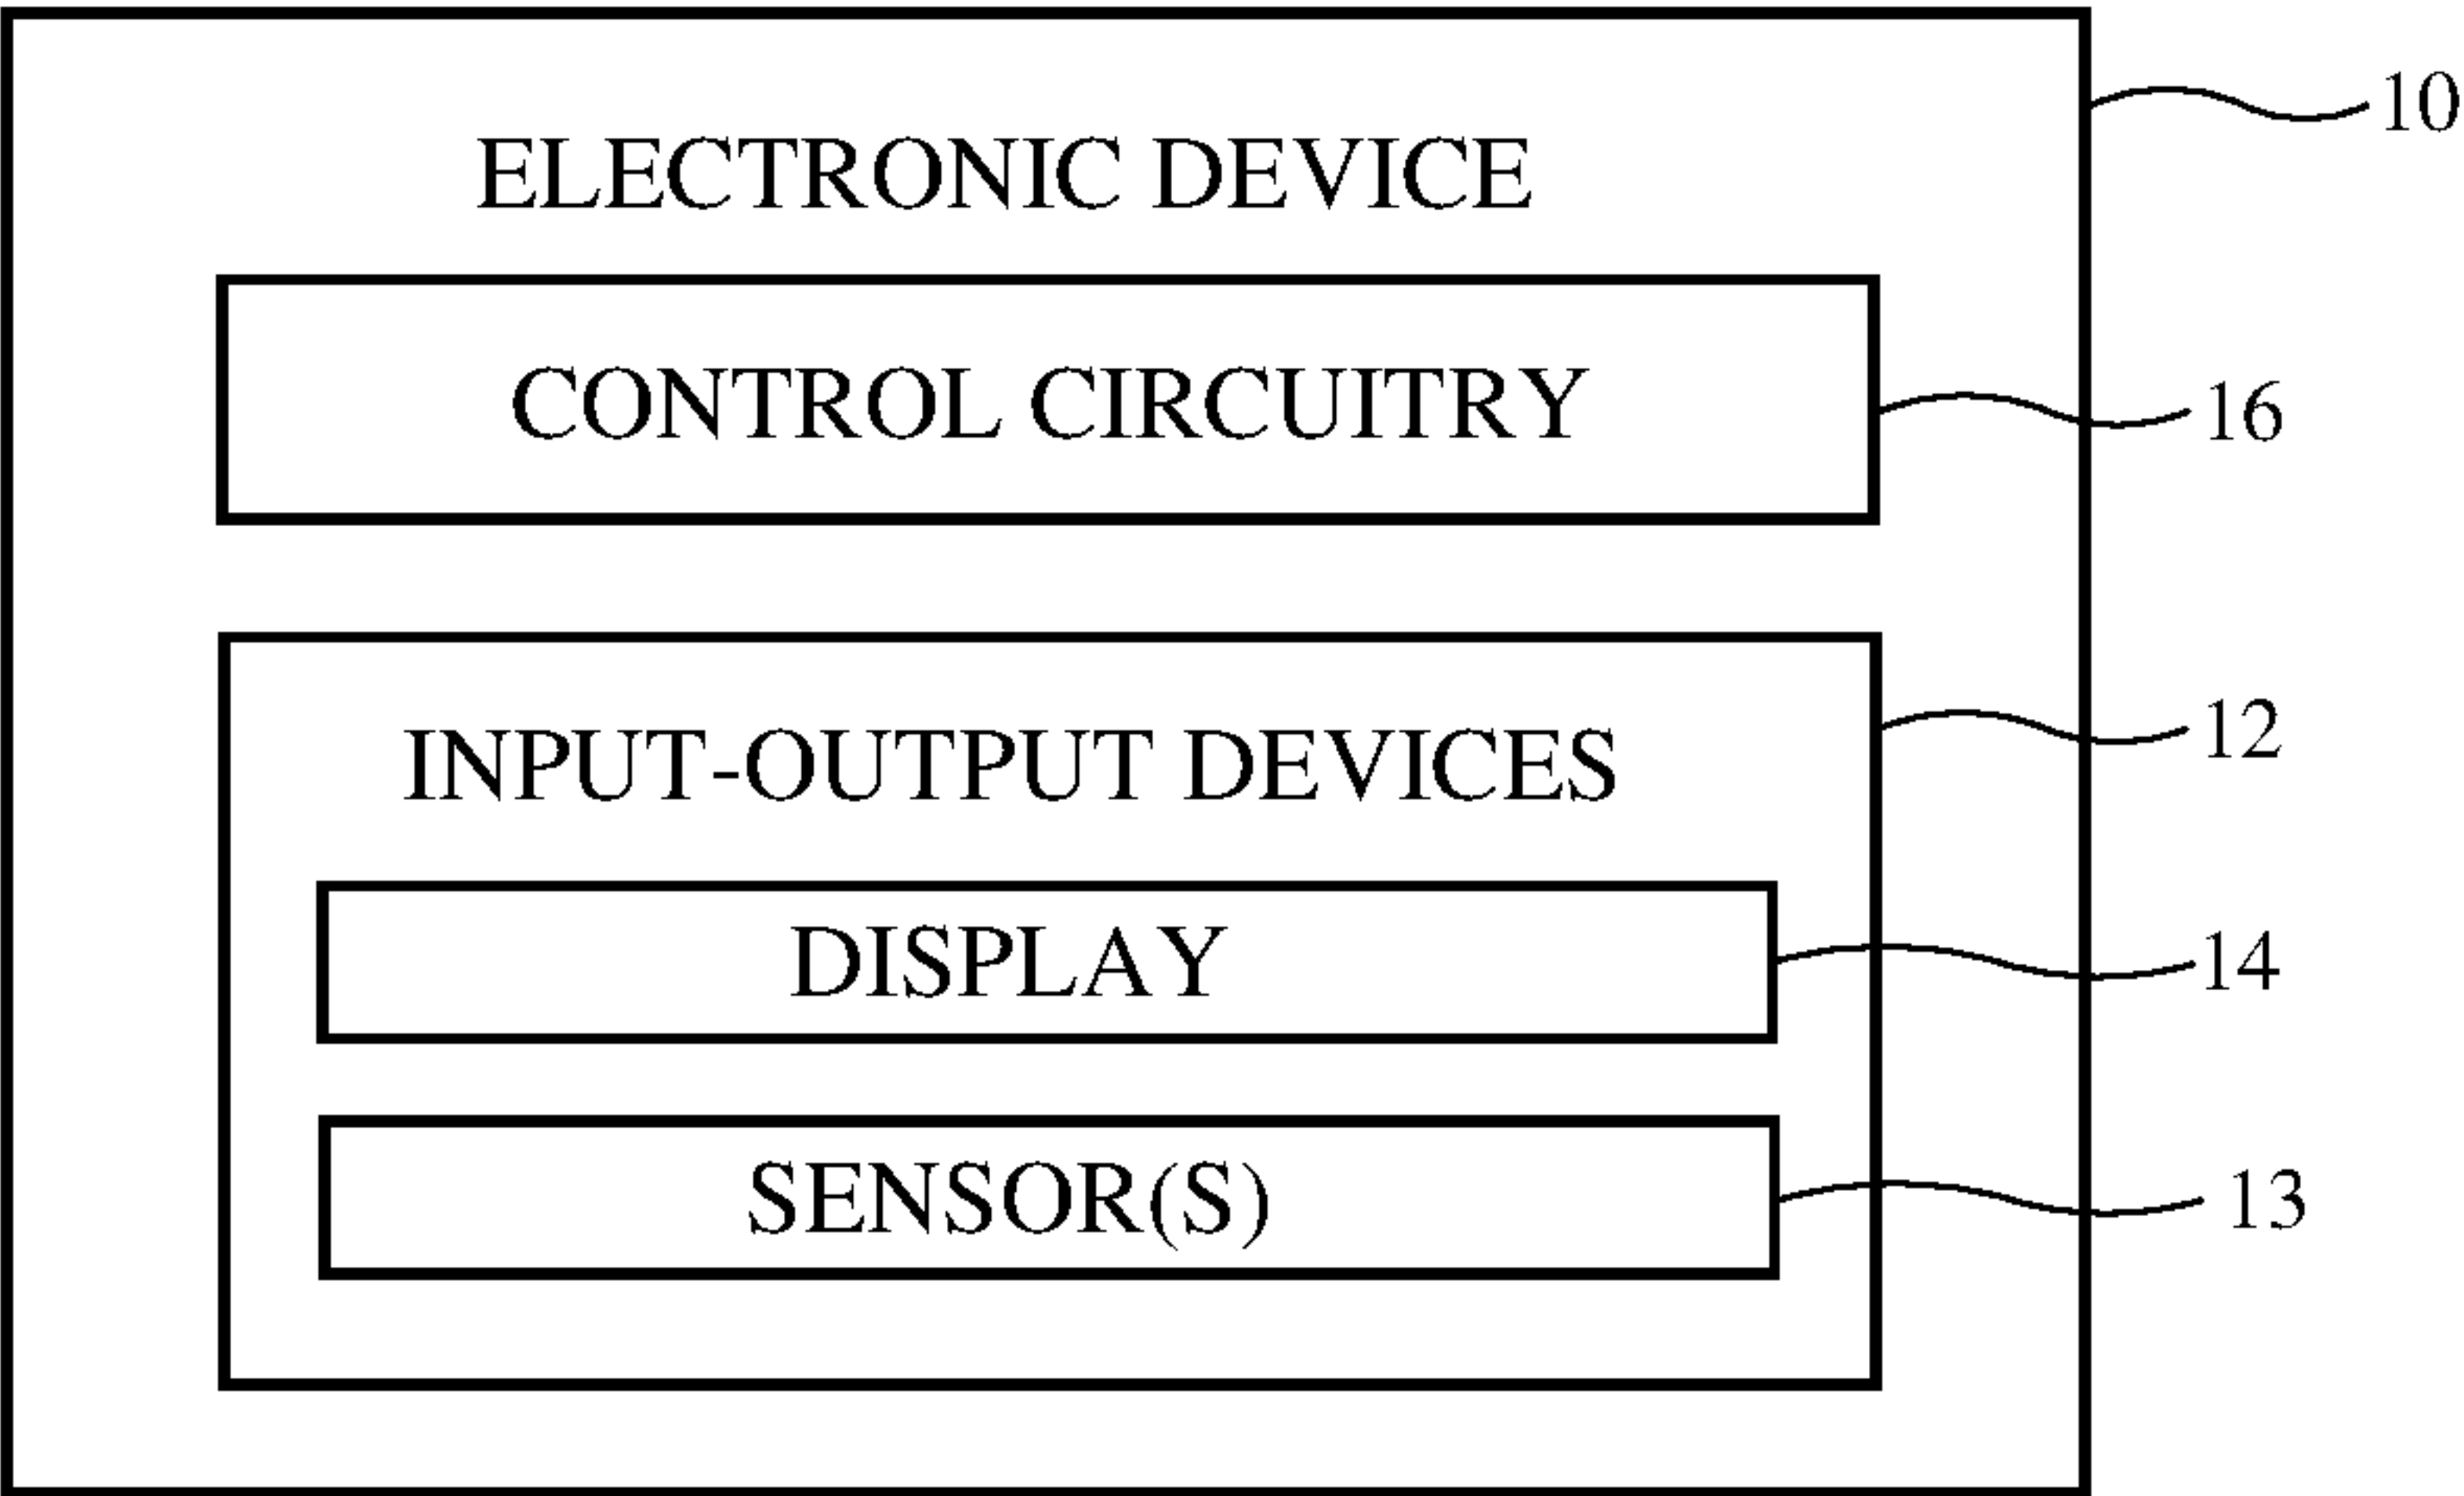 ELECTRONIC DEVICE
10
CONTROL CIRCUITRY
16
INPUT-OUTPUT DEVICES
12
DISPLAY
14
SENSOR(S)
13